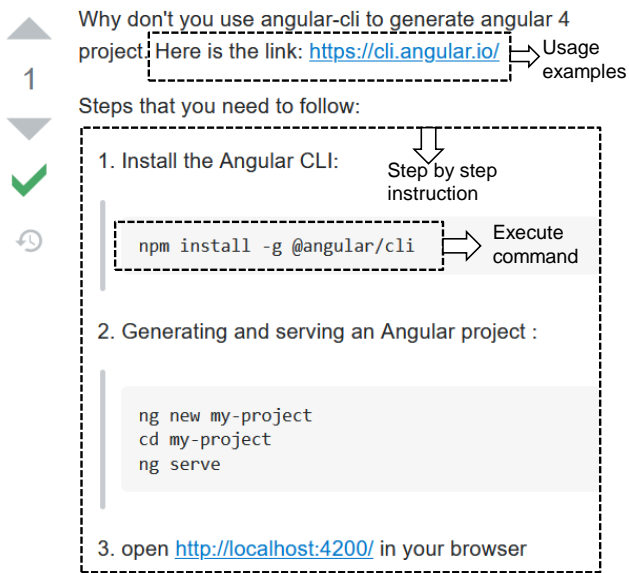 Why don't you use angular-cli to generate angular 4
project. Here is the link: https://cli.angular.io/
Usage
examples
1
Steps that you need to follow:
1. Install the Angular CLI:
Step by step
instruction
npm install -g @angular/cli
Execute
command
2. Generating and serving an Angular project :
ng new my-project
cd my-project
ng serve
3. open http://localhost:4200/ in your browser